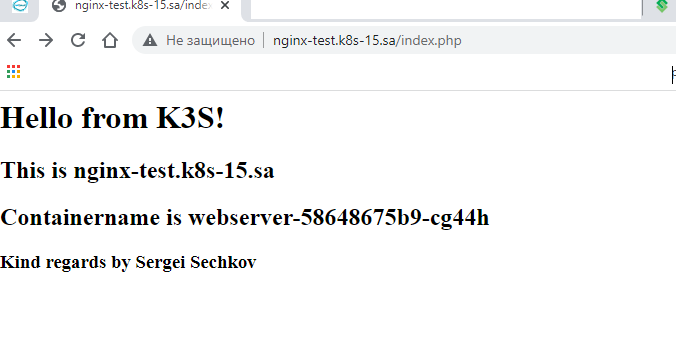 nginx-test.k8s-15.sa/index
Не защищено
nginx-test.k8s-15.sa/index.php
Hello from K3S!
This is nginx-test.k8s-15.sa
Containername is webserver-58648675b9-cg44h
Kind regards by Sergei Sechkov